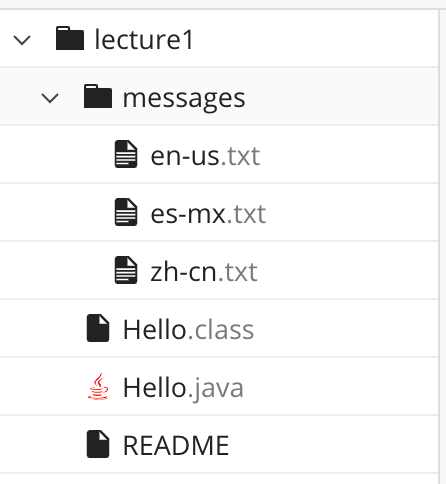 lecture1
messages
en-us.txt
es-mx.txt
zh-cn.txt
Hello.class
Hello.java
README